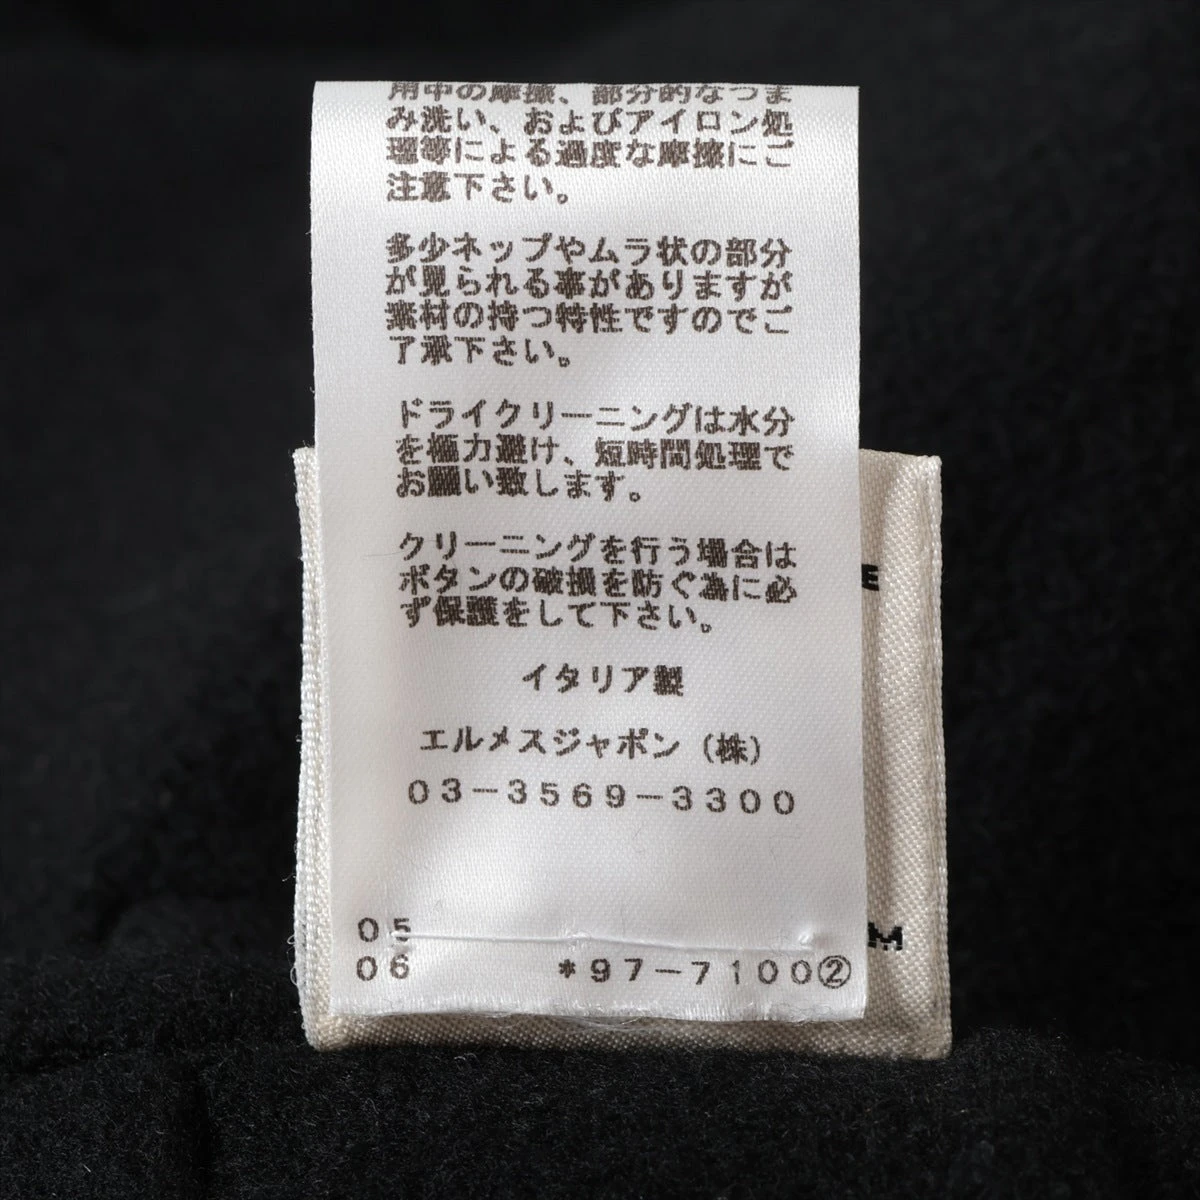 用中の摩擦、部分的なつま
み洗い、およびアイロン処
理等による過度な摩擦にご
注意下さい。
多少ネップやムラ状の部分
が見られる事がありますが
素材の持つ特性ですのでご
了承下さい。
ドライクリーニングは水分
を極力避け、短時間処理で
お願い致します。
クリーニングを行う場合は
ボタンの破損を防ぐ為に必
ず保護をして下さい。
イタリア製
エルメスジャポン（株）
03-3569-3300
05
06 *97-7100②
E
M